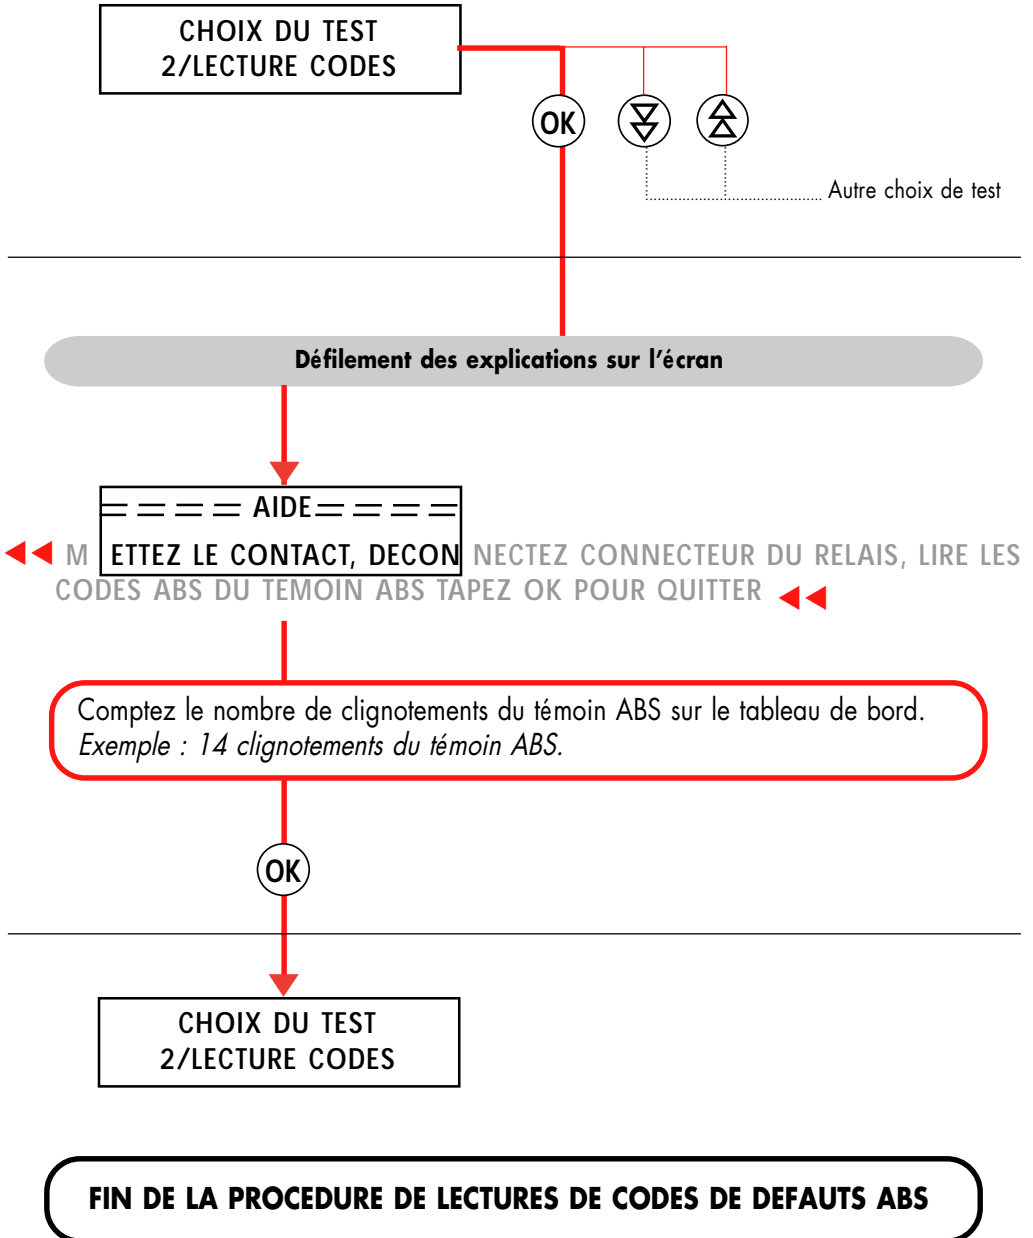 CHOIX DU TEST
2/LECTURE CODES
OK
Autre choix de test
Défilement des explications sur l'écran
= = = = AIDE = = = =
METTEZ LE CONTACT, DECONNECTEZ CONNECTEUR DU RELAIS, LIRE LES
CODES ABS DU TEMOIN ABS TAPEZ OK POUR QUITTER
Comptez le nombre de clignotements du témoin ABS sur le tableau de bord.
Exemple : 14 clignotements du témoin ABS.
OK
CHOIX DU TEST
2/LECTURE CODES
FIN DE LA PROCEDURE DE LECTURES DE CODES DE DEFAUTS ABS